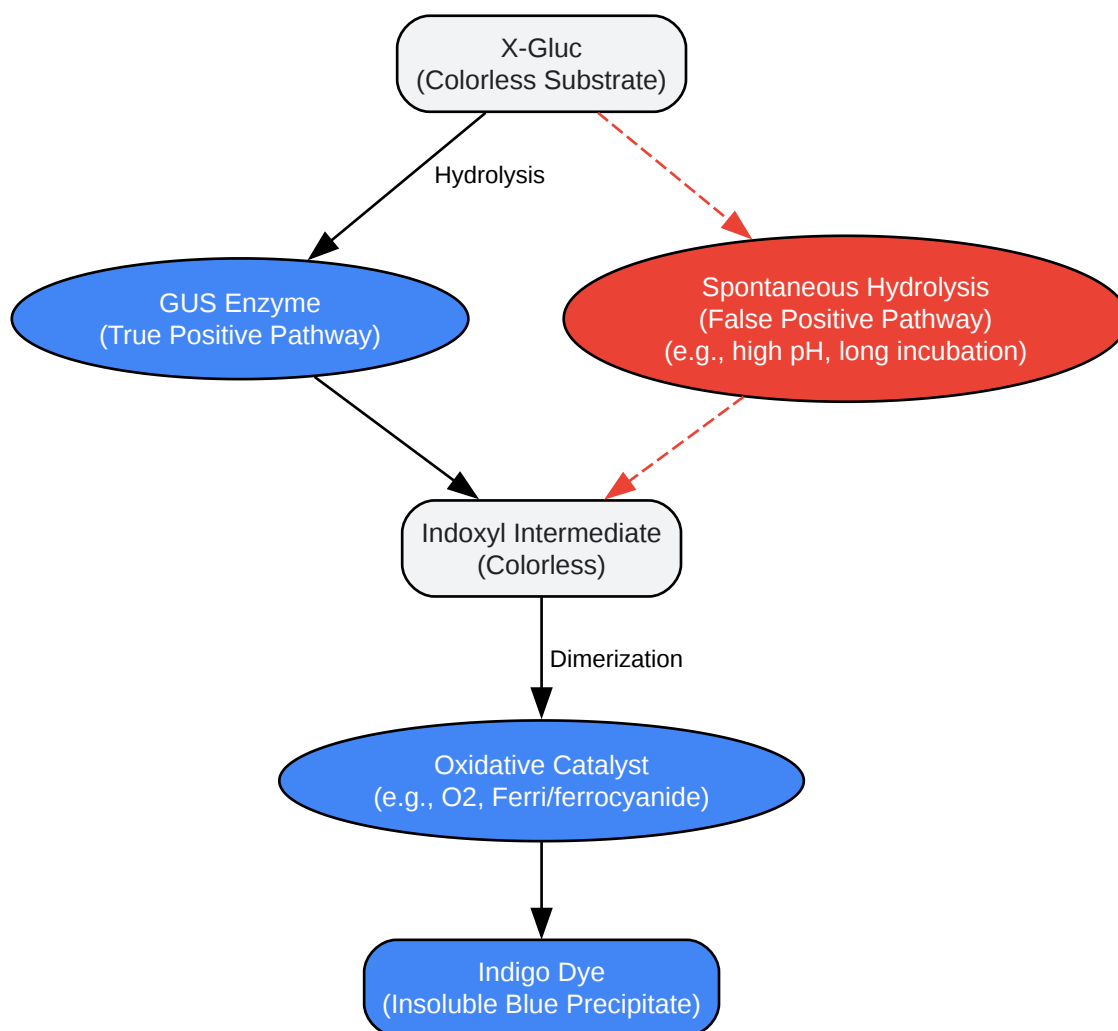 X-Gluc
(Colorless Substrate)
Hydrolysis
GUS Enzyme
(True Positive Pathway)
Spontaneous Hydrolysis
(False Positive Pathway)
(e.g., high pH, long incubation)
Indoxyl Intermediate
(Colorless)
Dimerization
Oxidative Catalyst
(e.g., O2, Ferri/ferrocyanide)
Indigo Dye
(Insoluble Blue Precipitate)